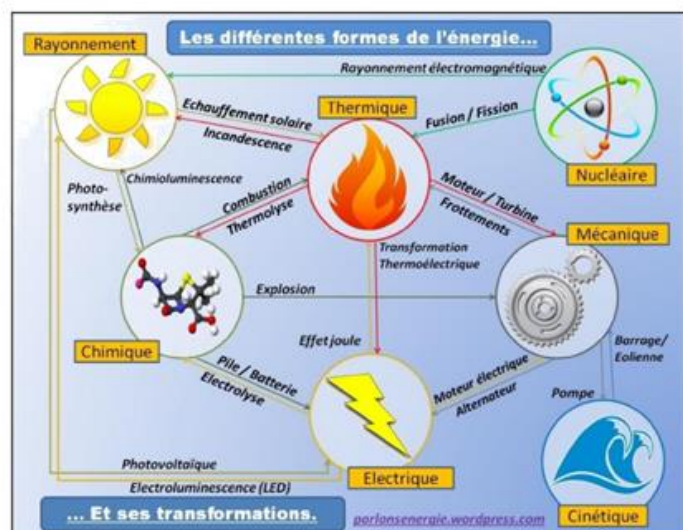 Les différentes formes de l'énergie...
Rayonnement
Rayonnement électromagnétique
Echauffement solaire
Thermique
Incandescence
Fusion / Fission
Nucléaire
Photo-
synthèse
Chimioluminescence
Combustion
Thermolyse
Moteur / Turbine
Frottements
Mécanique
Transformation
Thermoélectrique
Explosion
Chimique
Effet joule
Barrage/
Eolienne
Pile / Batterie
Electrolyse
Moteur électrique
Alternateur
Pompe
Photovoltaïque
Electrique
Electroluminescence (LED)
... Et ses transformations.
parlonsenergie.wordpress.com
Cinétique